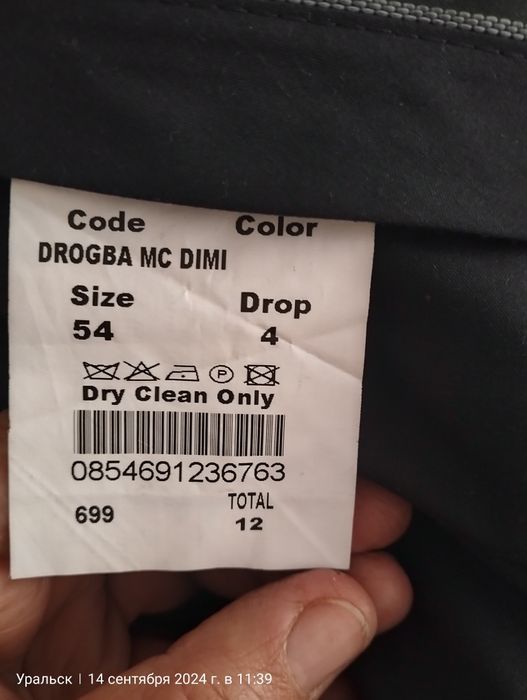 Code Color
DROGBA MC DIMI
Size Drop
54 4
P
Dry Clean Only
0854691236763
699 TOTAL
12
Уральск | 14 сентября 2024 г. в 11:39